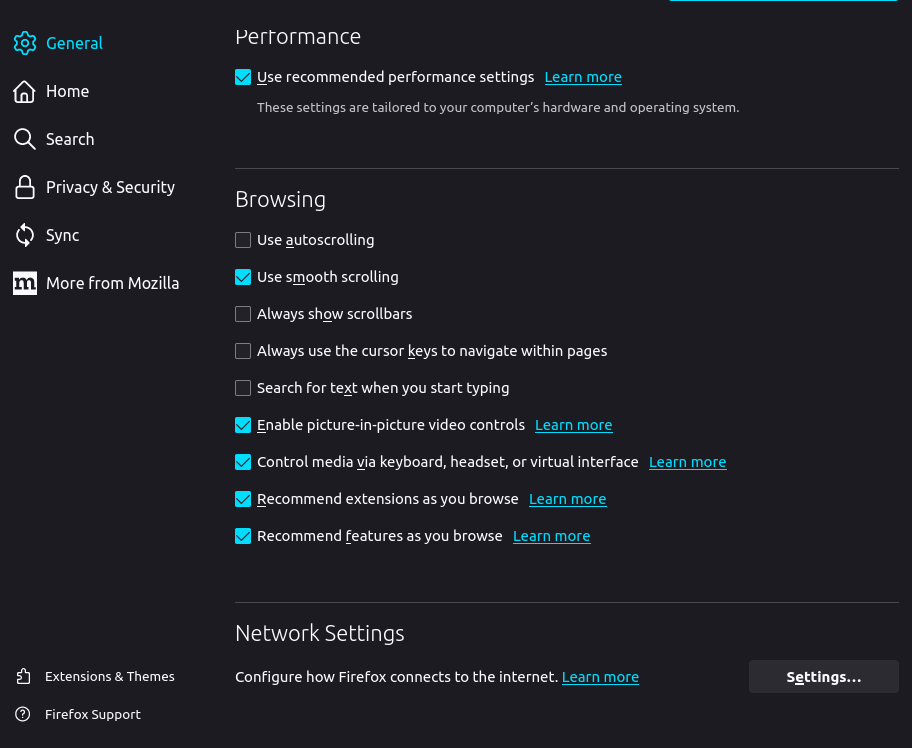 General
Home
Search
Privacy & Security
Sync
m
More from Mozilla
Extensions & Themes
Firefox Support
Performance
Use recommended performance settings Learn more
These settings are tailored to your computer’s hardware and operating system.
Browsing
Use autoscrolling
Use smooth scrolling
Always show scrollbars
Always use the cursor keys to navigate within pages
Search for text when you start typing
Enable picture-in-picture video controls Learn more
Control media via keyboard, headset, or virtual interface Learn more
Recommend extensions as you browse Learn more
Recommend features as you browse Learn more
Network Settings
Configure how Firefox connects to the internet. Learn more
Settings…